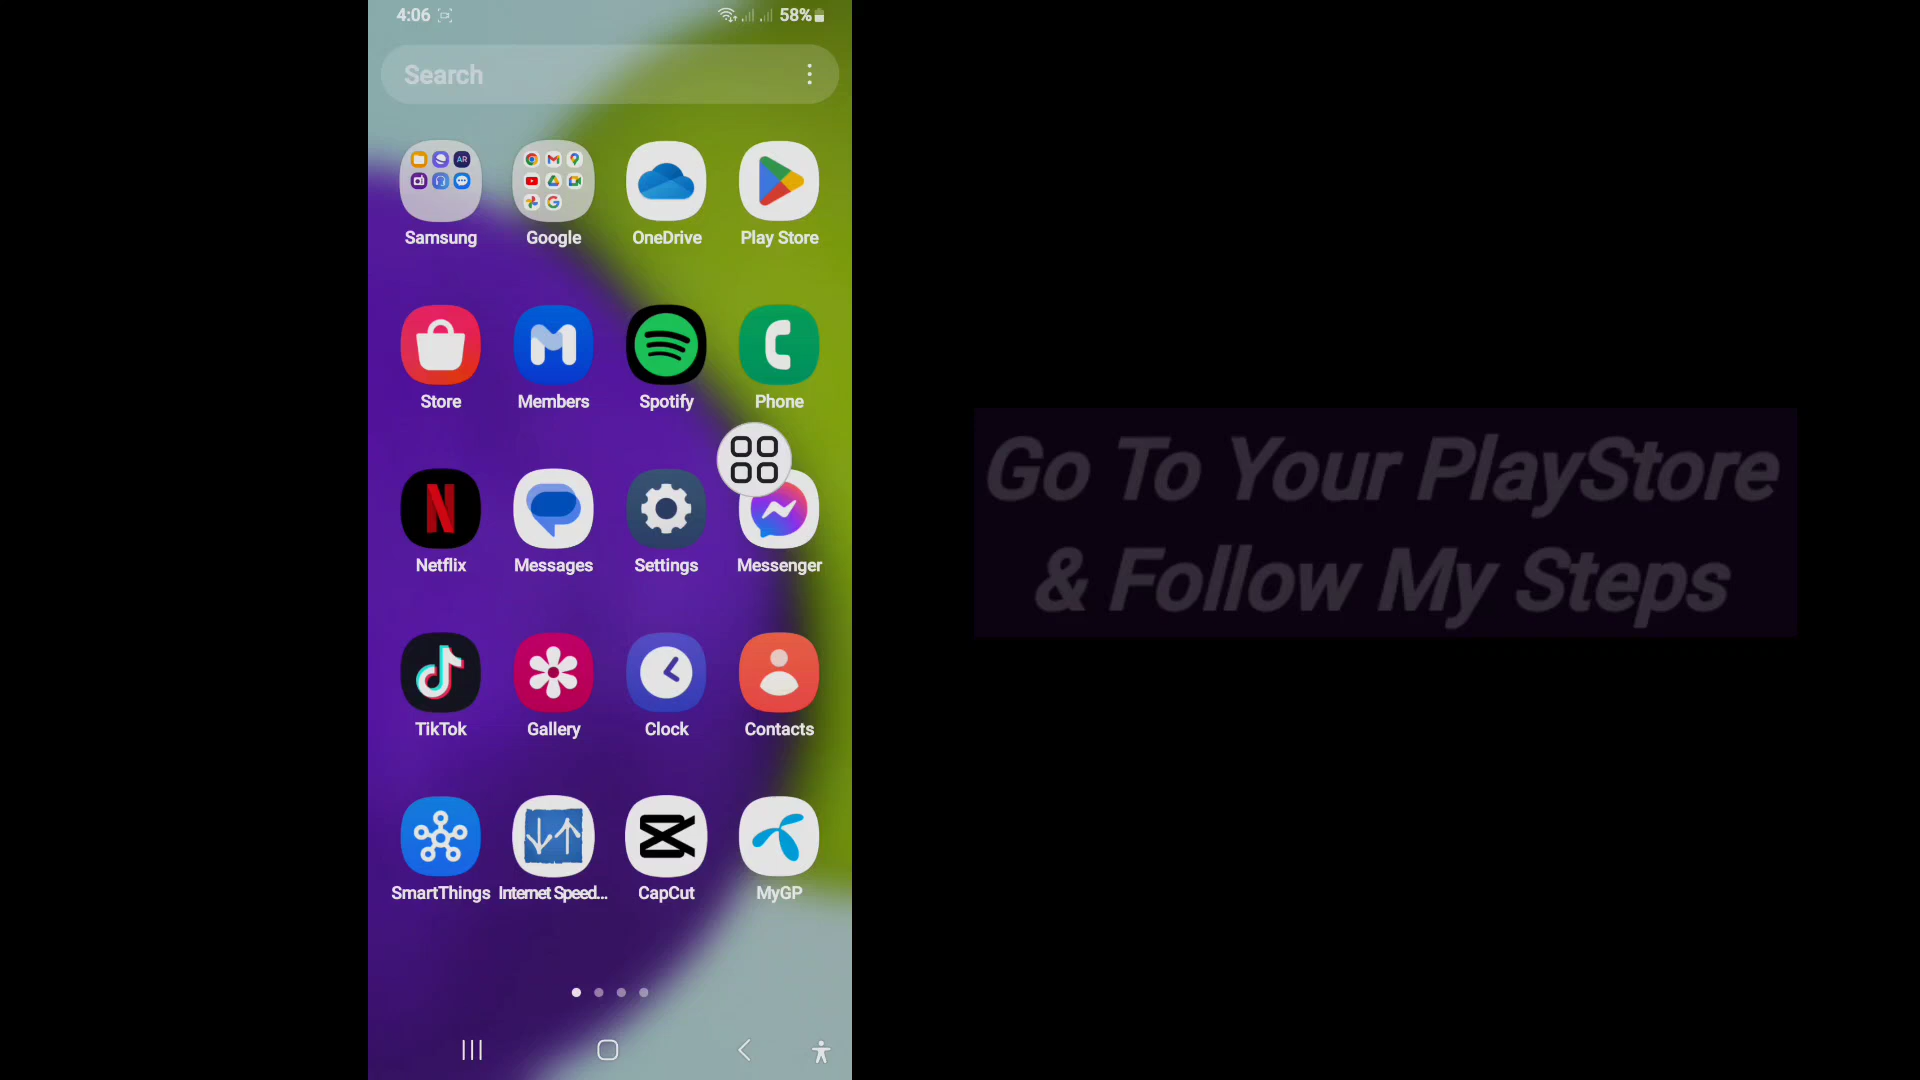 4:06
58%
Search
AR
Samsung
Google
OneDrive
Play Store
Store
Members
Spotify
Phone
Netflix
Messages
Settings
Messenger
TikTok
Gallery
Clock
Contacts
SmartThings
Internet Speed...
CapCut
MyGP
Go To Your PlayStore
& Follow My Steps